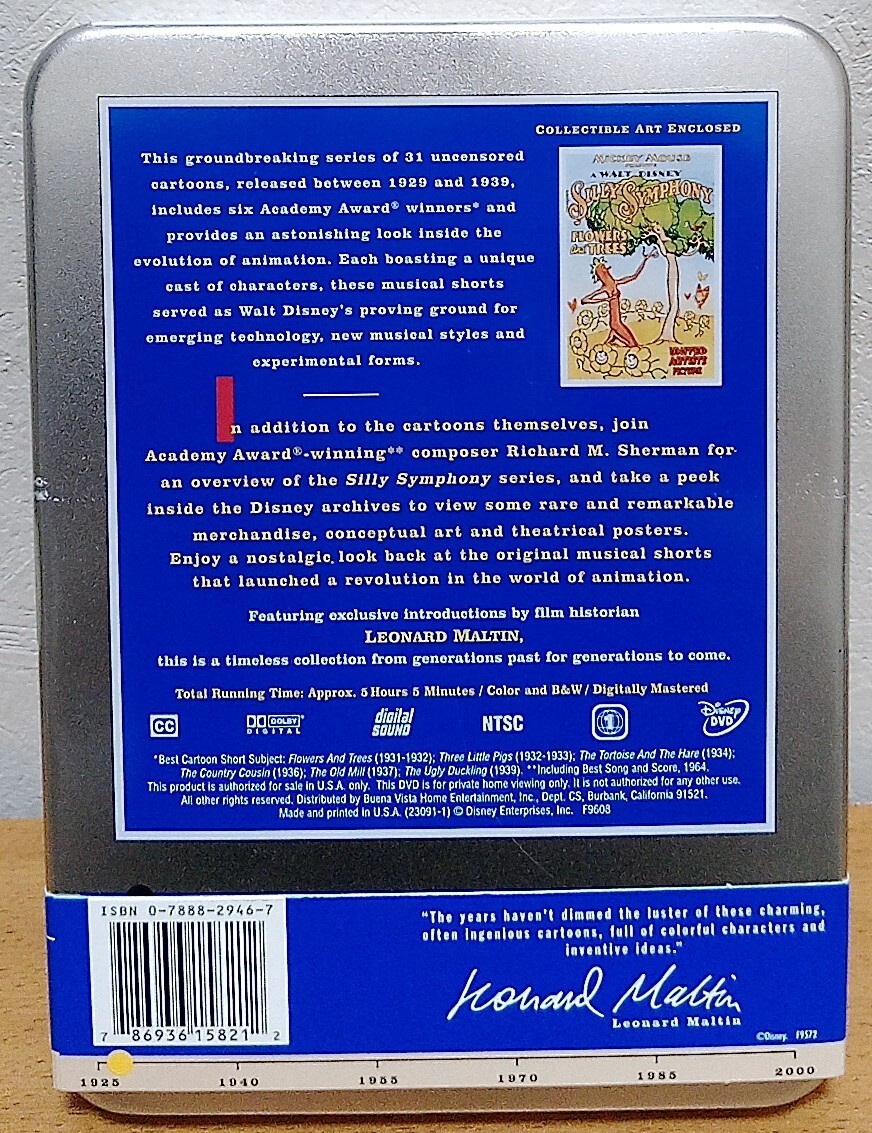 COLLECTIBLE ART ENCLOSED
This groundbreaking series of 31 uncensored
cartoons, released between 1929 and 1939,
includes six Academy Award® winners* and
provides an astonishing look inside the
evolution of animation. Each boasting a unique
cast of characters, these musical shorts
served as Walt Disney's proving ground for
emerging technology, new musical styles and
experimental forms.
MICKEY MOUSE
A WALT DISNEY
SILLY SYMPHONY
FLOWERS
and TREES
UNITED
ARTISTS
PICTURE
In addition to the cartoons themselves, join
Academy Award®-winning** composer Richard M. Sherman for
an overview of the Silly Symphony series, and take a peek
inside the Disney archives to view some rare and remarkable
merchandise, conceptual art and theatrical posters.
Enjoy a nostalgic look back at the original musical shorts
that launched a revolution in the world of animation.
Featuring exclusive introductions by film historian
LEONARD MALTIN,
this is a timeless collection from generations past for generations to come.
Total Running Time: Approx. 5 Hours 5 Minutes / Color and B&W / Digitally Mastered
CC
DOLBY
DIGITAL
digital
SOUND
NTSC
1
Disney
DVD
*Best Cartoon Short Subject: Flowers And Trees (1931-1932); Three Little Pigs (1932-1933); The Tortoise And The Hare (1934);
The Country Cousin (1936); The Old Mill (1937); The Ugly Duckling (1939). **Including Best Song and Score, 1964.
This product is authorized for sale in U.S.A. only. This DVD is for private home viewing only. It is not authorized for any other use.
All other rights reserved. Distributed by Buena Vista Home Entertainment, Inc., Dept. CS, Burbank, California 91521.
Made and printed in U.S.A. (23091-1) © Disney Enterprises, Inc. F9608
ISBN 0-7888-2946-7
7 86936 15821 2
"The years haven't dimmed the luster of these charming,
often ingenious cartoons, full of colorful characters and
inventive ideas."
Leonard Maltin
Leonard Maltin
©Disney. F9572
1925 1940 1955 1970 1985 2000